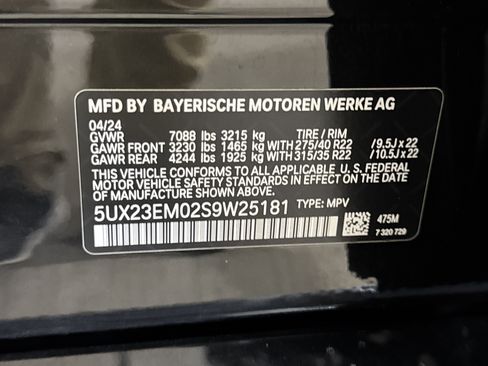 MFD BY BAYERISCHE MOTOREN WERKE AG
04/24
GVWR 7088 lbs 3215 kg TIRE / RIM
GAWR FRONT 3230 lbs 1465 kg WITH 275/40 R22 / 9.5J x 22
GAWR REAR 4244 lbs 1925 kg WITH 315/35 R22 / 10.5J x 22
THIS VEHICLE CONFORMS TO ALL APPLICABLE U. S. FEDERAL
MOTOR VEHICLE SAFETY STANDARDS IN EFFECT ON THE DATE OF
MANUFACTURE SHOWN ABOVE.
5UX23EM02S9W25181 TYPE: MPV
475M
7 320 729